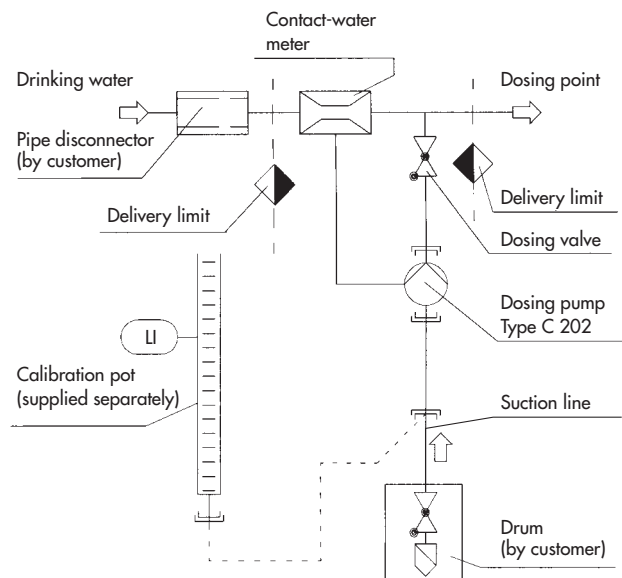 Contact-water
meter
Drinking water
Dosing point
Pipe disconnector
(by customer)
Delivery limit
Delivery limit
Dosing valve
Dosing pump
Type C 202
LI
Calibration pot
(supplied separately)
Suction line
Drum
(by customer)